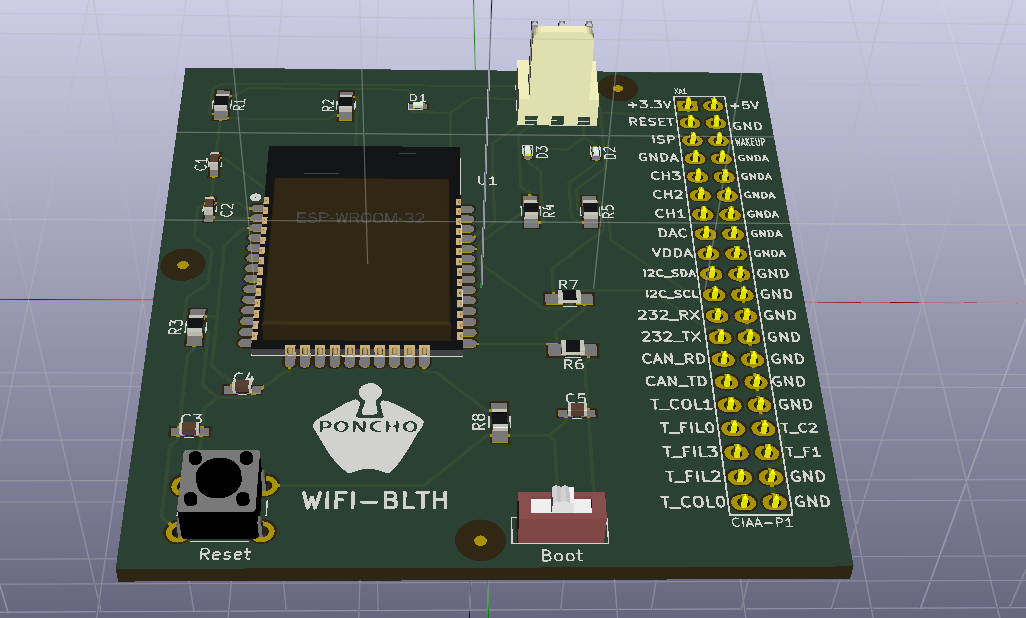 R1
R2
D1
XA1
+3.3V +5V
RESET GND
ISP WAKEUP
D3
D2
GNDA GNDA
C1
CH3 GNDA
U1
CH2 GNDA
C2
ESP-WROOM-32
R4
R5
CH1 GNDA
DAC GNDA
VDDA GNDA
I2C_SDA GND
R7
I2C_SCL GND
232_RX GND
R3
232_TX GND
CAN_RD GND
R6
C4
CAN_TD GND
C5
T_COL1 GND
C3
PONCHO
R8
T_FIL0 T_C2
T_FIL3 T_F1
T_FIL2 GND
WIFI-BLTH
T_COL0 GND
CIAA-P1
Reset
Boot